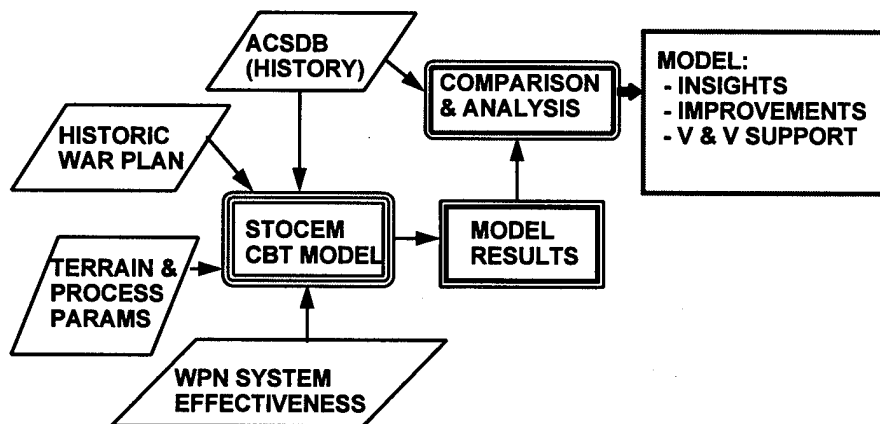 ACSDB
(HISTORY)
COMPARISON
& ANALYSIS
MODEL:
- INSIGHTS
- IMPROVEMENTS
- V & V SUPPORT
HISTORIC
WAR PLAN
STOCEM
CBT MODEL
MODEL
RESULTS
TERRAIN &
PROCESS
PARAMS
WPN SYSTEM
EFFECTIVENESS